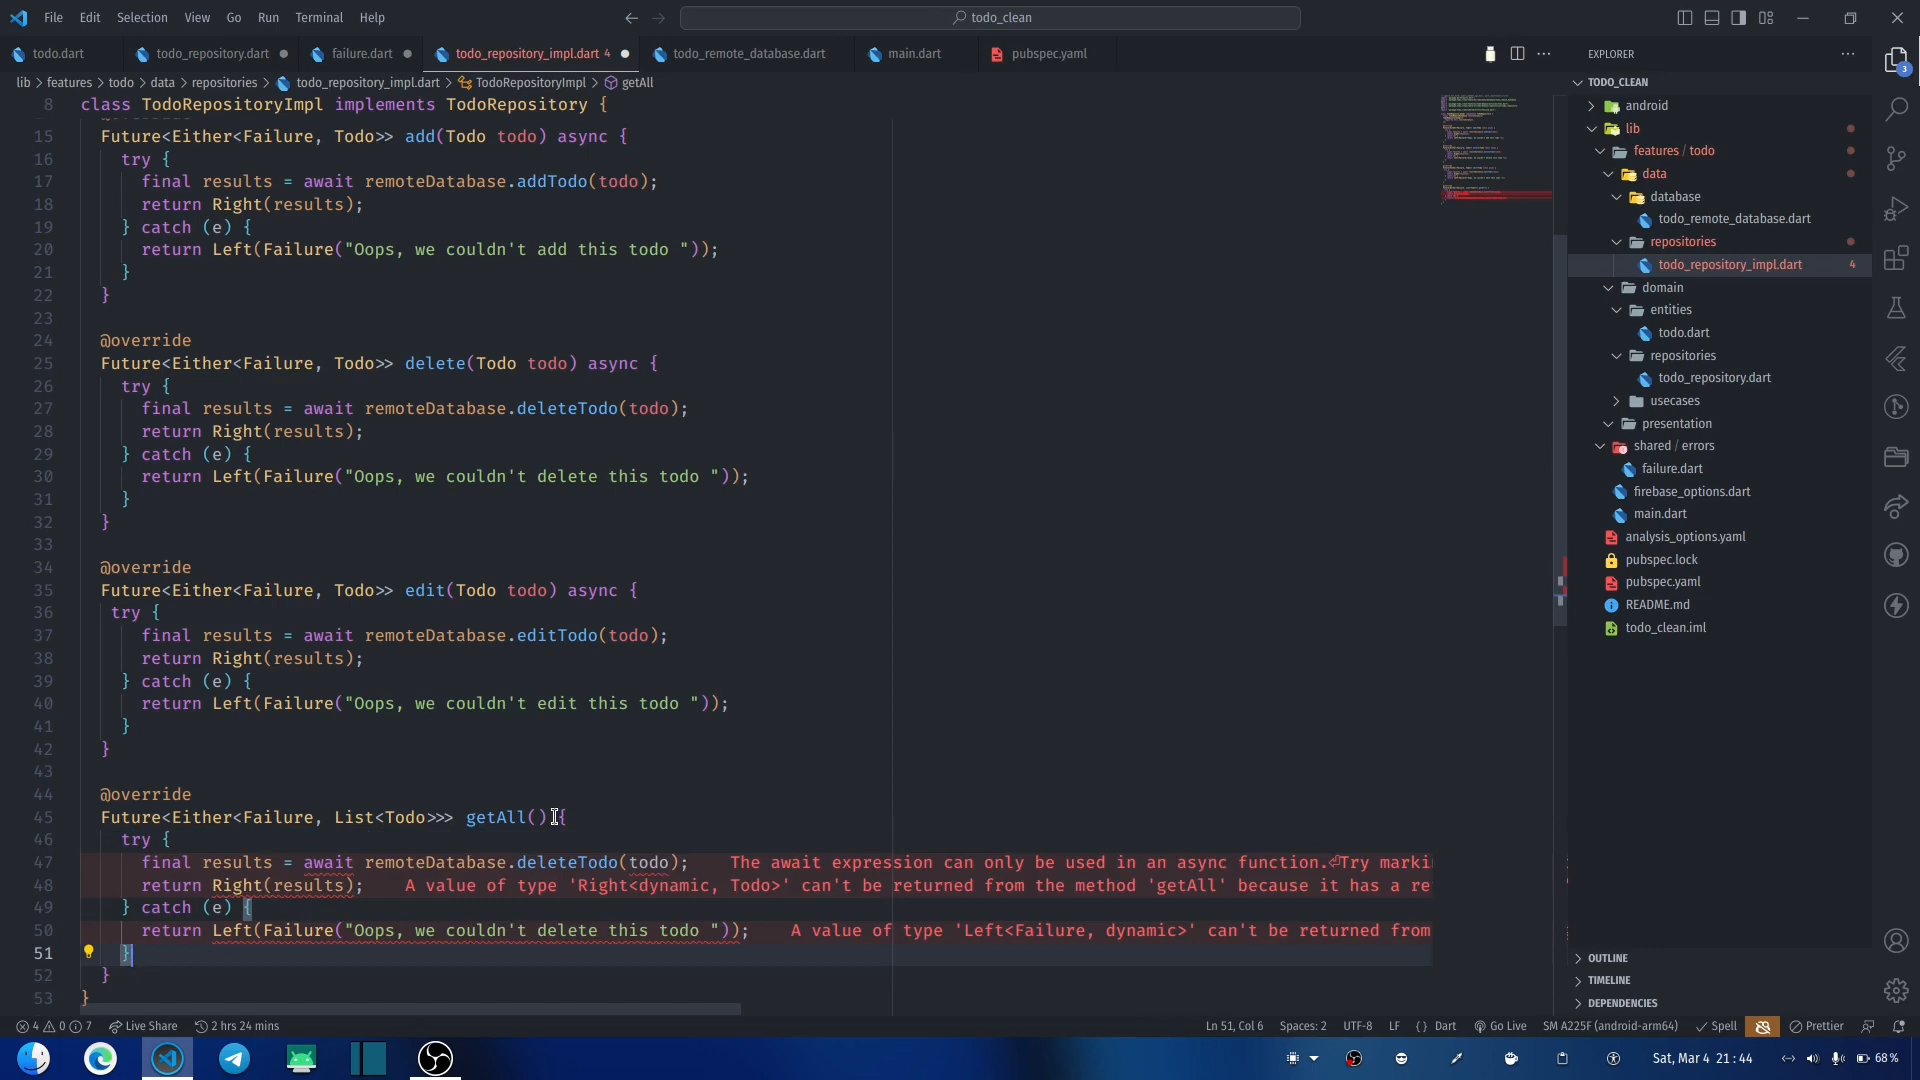 File Edit Selection View Go Run Terminal Help
todo_clean
todo.dart
todo_repository.dart
failure.dart
todo_repository_impl.dart 4
todo_remote_database.dart
main.dart
pubspec.yaml
lib > features > todo > data > repositories > todo_repository_impl.dart > TodoRepositoryImpl > getAll
8 class TodoRepositoryImpl implements TodoRepository {
15 Future<Either<Failure, Todo>> add(Todo todo) async {
16 try {
17 final results = await remoteDatabase.addTodo(todo);
18 return Right(results);
19 } catch (e) {
20 return Left(Failure("Oops, we couldn't add this todo "));
21 }
22 }
23
24 @override
25 Future<Either<Failure, Todo>> delete(Todo todo) async {
26 try {
27 final results = await remoteDatabase.deleteTodo(todo);
28 return Right(results);
29 } catch (e) {
30 return Left(Failure("Oops, we couldn't delete this todo "));
31 }
32 }
33
34 @override
35 Future<Either<Failure, Todo>> edit(Todo todo) async {
36 try {
37 final results = await remoteDatabase.editTodo(todo);
38 return Right(results);
39 } catch (e) {
40 return Left(Failure("Oops, we couldn't edit this todo "));
41 }
42 }
43
44 @override
45 Future<Either<Failure, List<Todo>>> getAll() {
46 try {
47 final results = await remoteDatabase.deleteTodo(todo); The await expression can only be used in an async function.⏎Try marki
48 return Right(results); A value of type 'Right<dynamic, Todo>' can't be returned from the method 'getAll' because it has a re
49 } catch (e) {
50 return Left(Failure("Oops, we couldn't delete this todo ")); A value of type 'Left<Failure, dynamic>' can't be returned from
51 }
52 }
53 }
EXPLORER
TODO_CLEAN
android
lib
features / todo
data
database
todo_remote_database.dart
repositories
todo_repository_impl.dart 4
domain
entities
todo.dart
repositories
todo_repository.dart
usecases
presentation
shared / errors
failure.dart
firebase_options.dart
main.dart
analysis_options.yaml
pubspec.lock
pubspec.yaml
README.md
todo_clean.iml
OUTLINE
TIMELINE
DEPENDENCIES
3
4 0 7 Live Share 2 hrs 24 mins
Ln 51, Col 6 Spaces: 2 UTF-8 LF { } Dart Go Live SM A225F (android-arm64) Spell Prettier
Sat, Mar 4 21 : 44 68 %